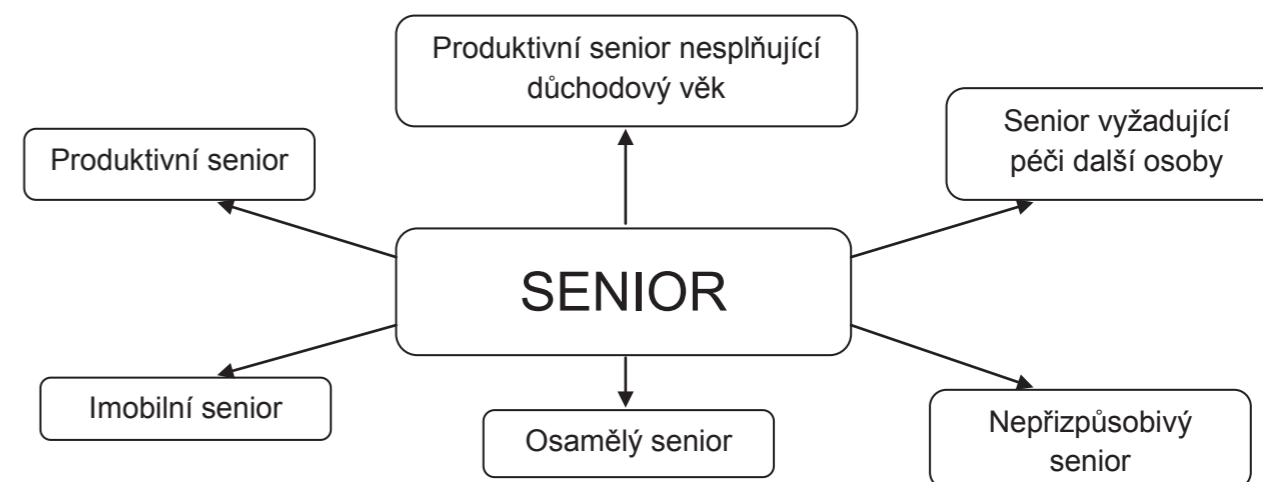 Produktivní senior nesplňující
důchodový věk
Senior vyžadující
péči další osoby
Produktivní senior
SENIOR
Imobilní senior
Osamělý senior
Nepřizpůsobivý
senior